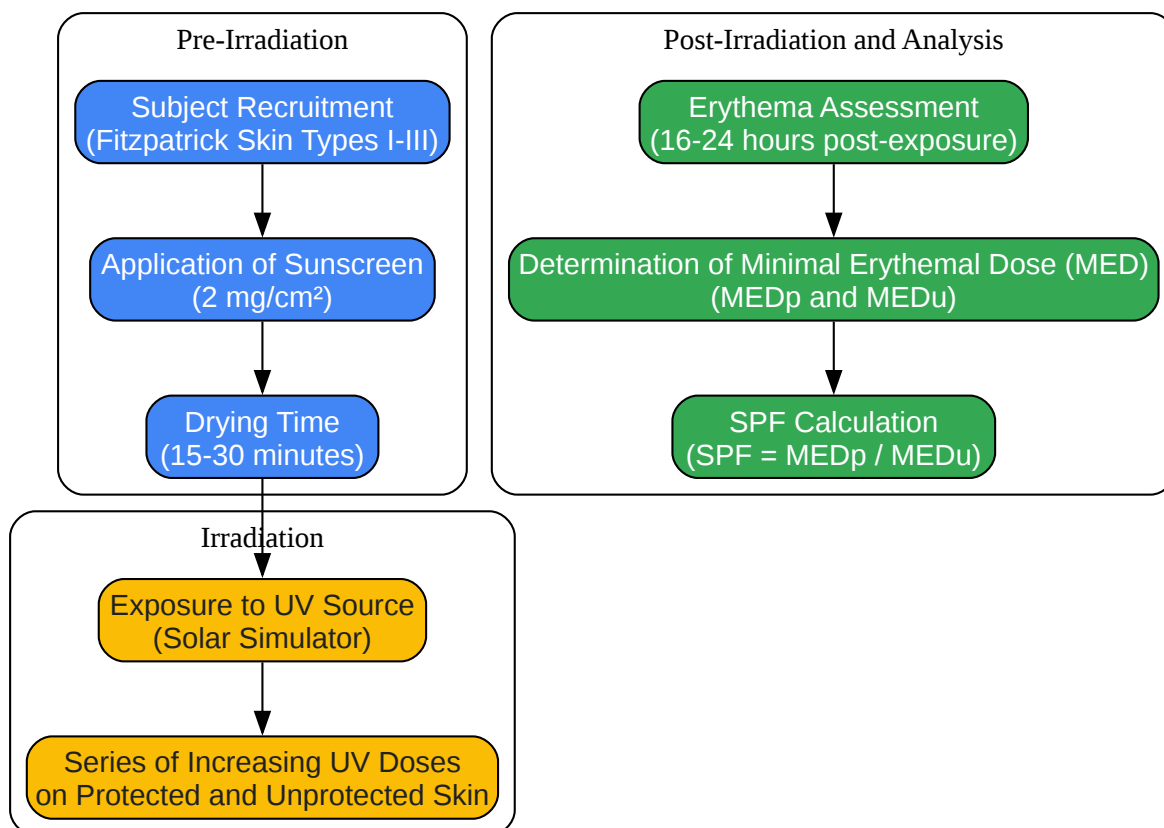 Pre-Irradiation
Subject Recruitment
(Fitzpatrick Skin Types I-III)
Application of Sunscreen
(2 mg/cm²)
Drying Time
(15-30 minutes)
Irradiation
Exposure to UV Source
(Solar Simulator)
Series of Increasing UV Doses
on Protected and Unprotected Skin
Post-Irradiation and Analysis
Erythema Assessment
(16-24 hours post-exposure)
Determination of Minimal Erythemal Dose (MED)
(MEDp and MEDu)
SPF Calculation
(SPF = MEDp / MEDu)